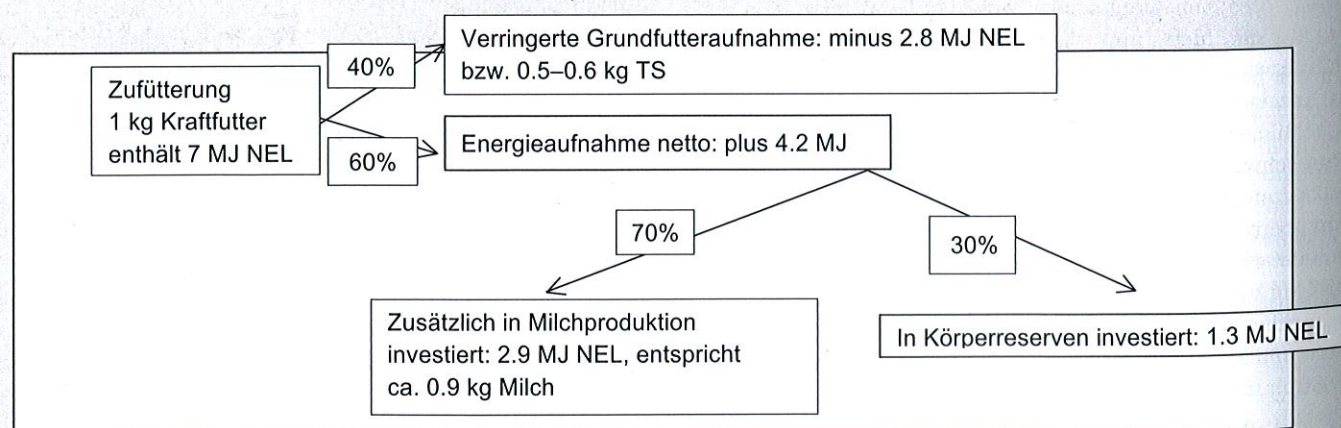 Verringerte Grundfutteraufnahme: minus 2.8 MJ NEL
bzw. 0.5–0.6 kg TS
40%
Zufütterung
1 kg Kraftfutter
enthält 7 MJ NEL
60%
Energieaufnahme netto: plus 4.2 MJ
70%
30%
Zusätzlich in Milchproduktion
investiert: 2.9 MJ NEL, entspricht
ca. 0.9 kg Milch
In Körperreserven investiert: 1.3 MJ NEL